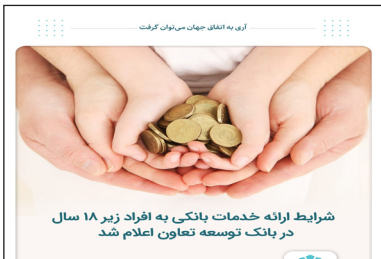 آری به اتفاق جهان می‌توان گرفت
شرایط ارائه خدمات بانکی به افراد زیر ۱۸ سال
در بانک توسعه تعاون اعلام شد